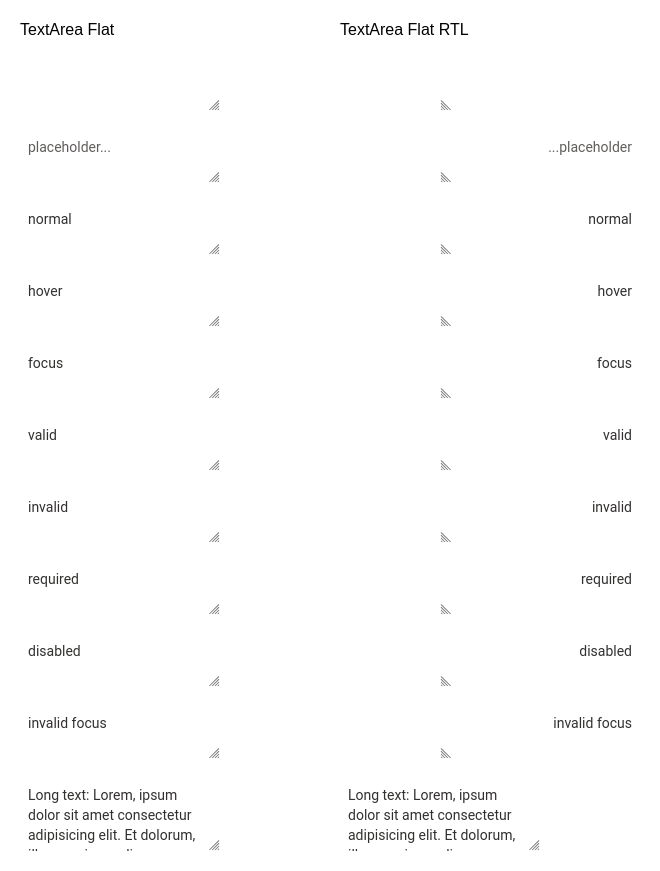 TextArea Flat
TextArea Flat RTL
placeholder...
...placeholder
normal
normal
hover
hover
focus
focus
valid
valid
invalid
invalid
required
required
disabled
disabled
invalid focus
invalid focus
Long text: Lorem, ipsum
dolor sit amet consectetur
adipisicing elit. Et dolorum,
Long text: Lorem, ipsum
dolor sit amet consectetur
adipisicing elit. Et dolorum,